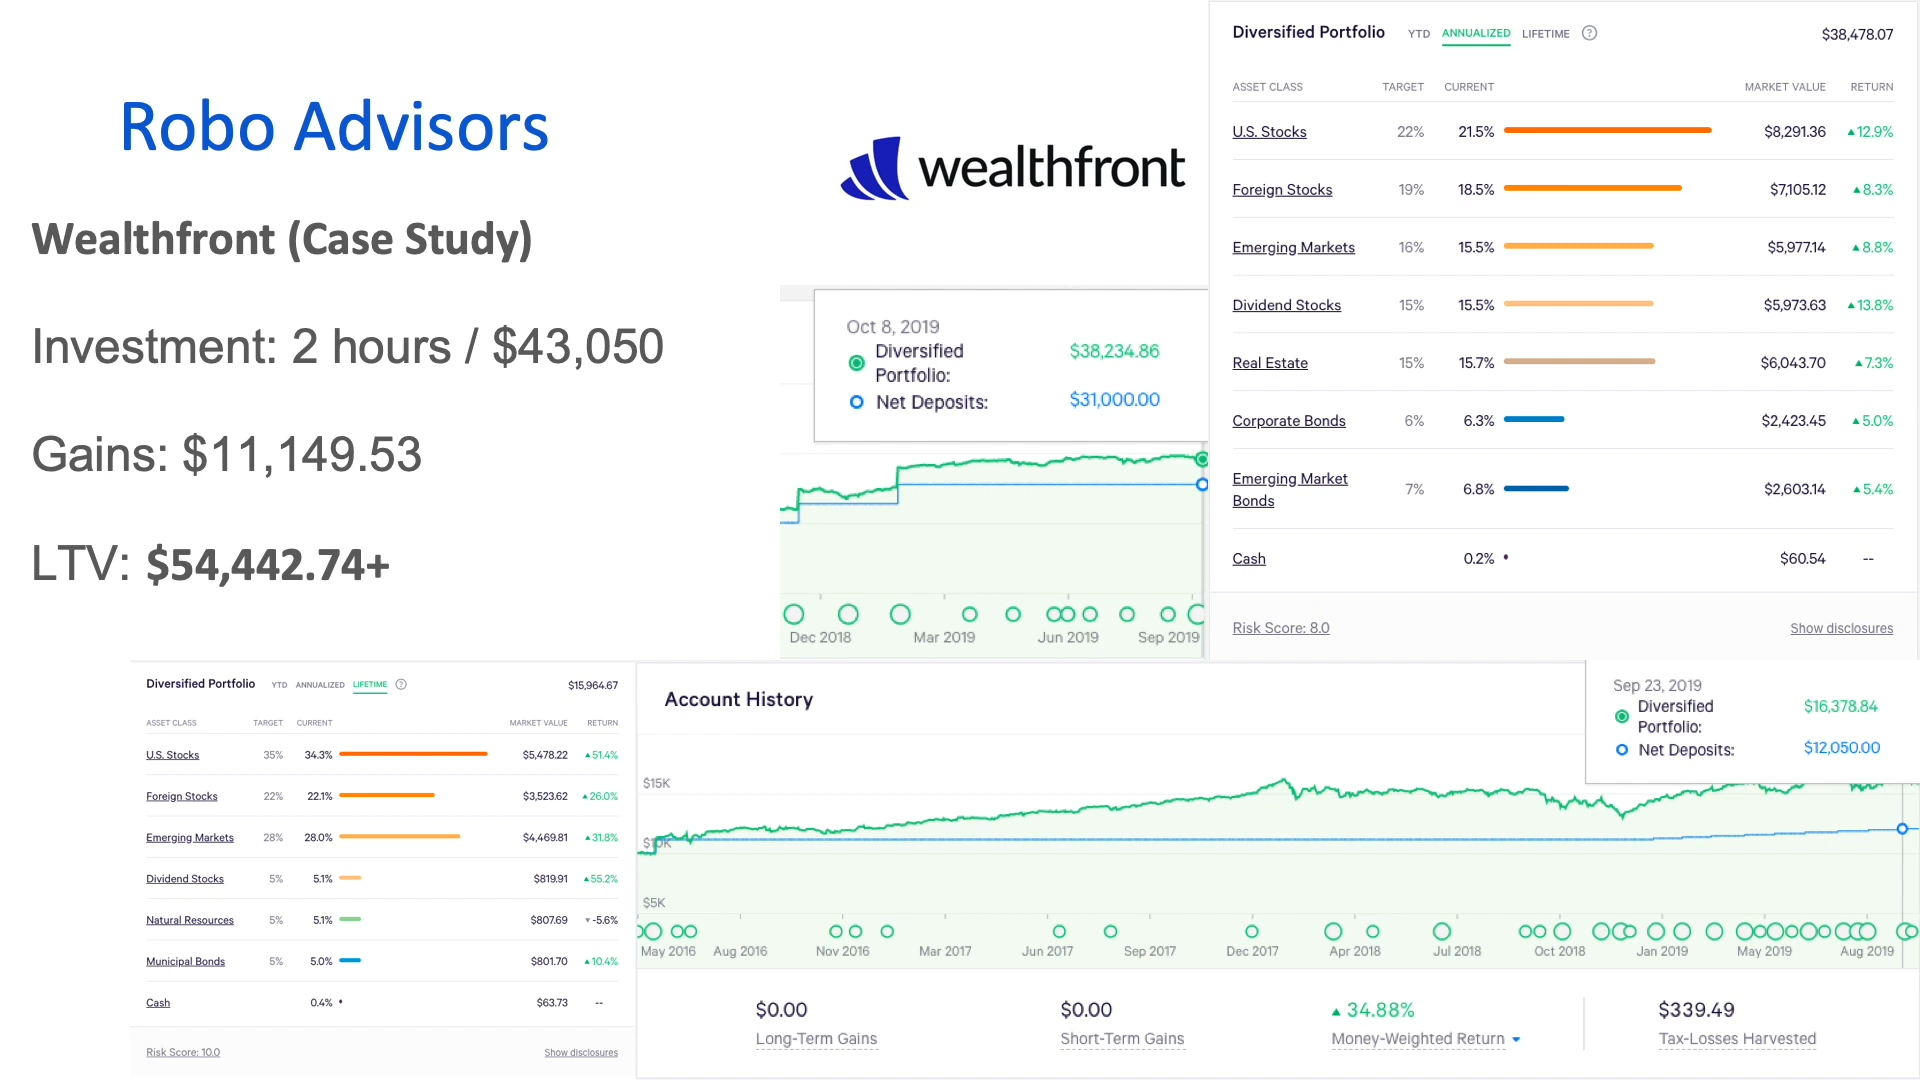 Robo Advisors
Wealthfront (Case Study)
Investment: 2 hours / $43,050
Gains: $11,149.53
LTV: $54,442.74+
wealthfront
Oct 8, 2019
Diversified Portfolio: $38,234.86
Net Deposits: $31,000.00
Dec 2018 Mar 2019 Jun 2019 Sep 2019
Diversified Portfolio YTD ANNUALIZED LIFETIME ? $38,478.07
ASSET CLASS TARGET CURRENT MARKET VALUE RETURN
U.S. Stocks 22% 21.5% $8,291.36 ▲12.9%
Foreign Stocks 19% 18.5% $7,105.12 ▲8.3%
Emerging Markets 16% 15.5% $5,977.14 ▲8.8%
Dividend Stocks 15% 15.5% $5,973.63 ▲13.8%
Real Estate 15% 15.7% $6,043.70 ▲7.3%
Corporate Bonds 6% 6.3% $2,423.45 ▲5.0%
Emerging Market Bonds 7% 6.8% $2,603.14 ▲5.4%
Cash 0.2% $60.54 --
Risk Score: 8.0 Show disclosures
Diversified Portfolio YTD ANNUALIZED LIFETIME ? $15,964.67
ASSET CLASS TARGET CURRENT MARKET VALUE RETURN
U.S. Stocks 35% 34.3% $5,478.22 ▲51.4%
Foreign Stocks 22% 22.1% $3,523.62 ▲26.0%
Emerging Markets 28% 28.0% $4,469.81 ▲31.8%
Dividend Stocks 5% 5.1% $819.91 ▲55.2%
Natural Resources 5% 5.1% $807.69 ▼-5.6%
Municipal Bonds 5% 5.0% $801.70 ▲10.4%
Cash 0.4% $63.73 --
Risk Score: 10.0 Show disclosures
Account History
Sep 23, 2019
Diversified Portfolio: $16,378.84
Net Deposits: $12,050.00
$15K
$10K
$5K
May 2016 Aug 2016 Nov 2016 Mar 2017 Jun 2017 Sep 2017 Dec 2017 Apr 2018 Jul 2018 Oct 2018 Jan 2019 May 2019 Aug 2019
$0.00 $0.00 ▲ 34.88% $339.49
Long-Term Gains Short-Term Gains Money-Weighted Return Tax-Losses Harvested